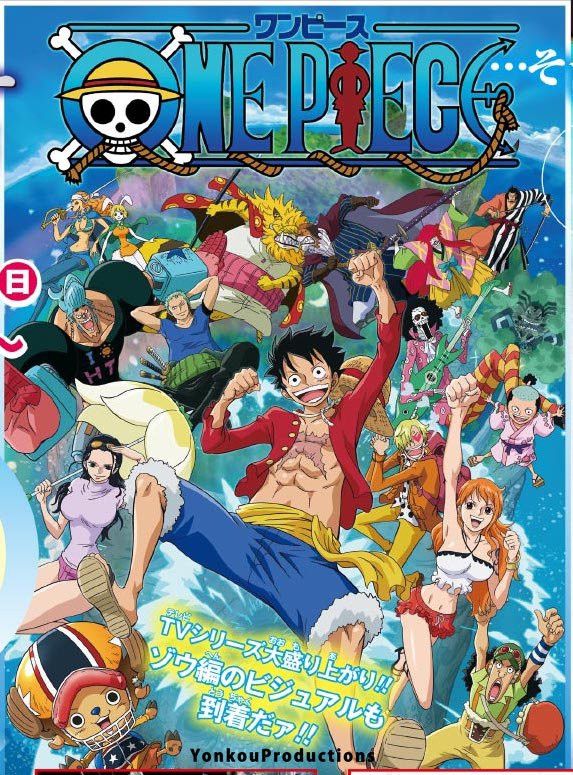 ワンピース
ONE PIECE
…そ
日
TVシリーズ大盛り上がり!!
ゾウ編のビジュアルも
到着だァ!!
YonkouProductions